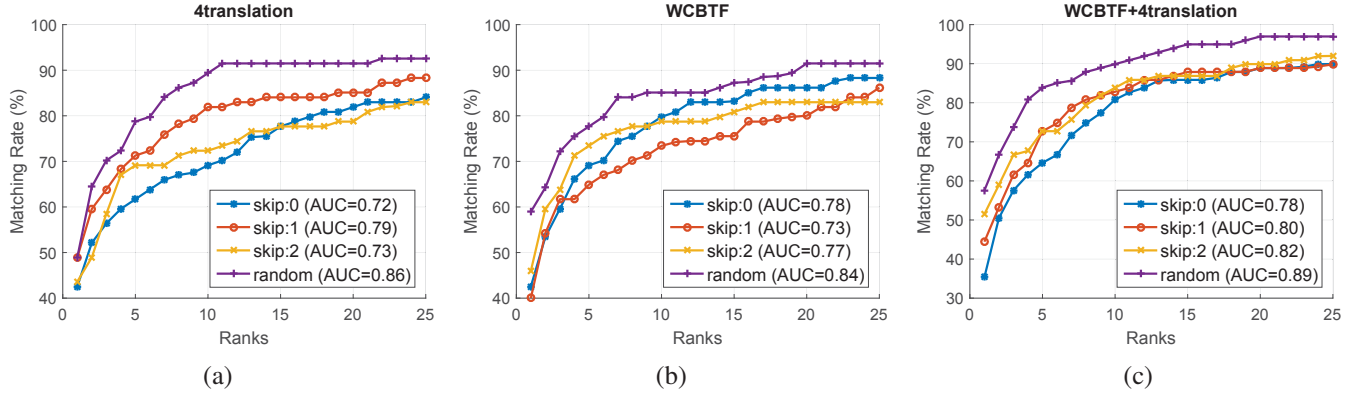 4translation
100
90
80
70
60
50
40
0 5 10 15 20 25
Matching Rate (%)
Ranks
skip:0 (AUC=0.72)
skip:1 (AUC=0.79)
skip:2 (AUC=0.73)
random (AUC=0.86)
(a)
WCBTF
100
90
80
70
60
50
40
0 5 10 15 20 25
Matching Rate (%)
Ranks
skip:0 (AUC=0.78)
skip:1 (AUC=0.73)
skip:2 (AUC=0.77)
random (AUC=0.84)
(b)
WCBTF+4translation
100
90
80
70
60
50
40
30
0 5 10 15 20 25
Matching Rate (%)
Ranks
skip:0 (AUC=0.78)
skip:1 (AUC=0.80)
skip:2 (AUC=0.82)
random (AUC=0.89)
(c)